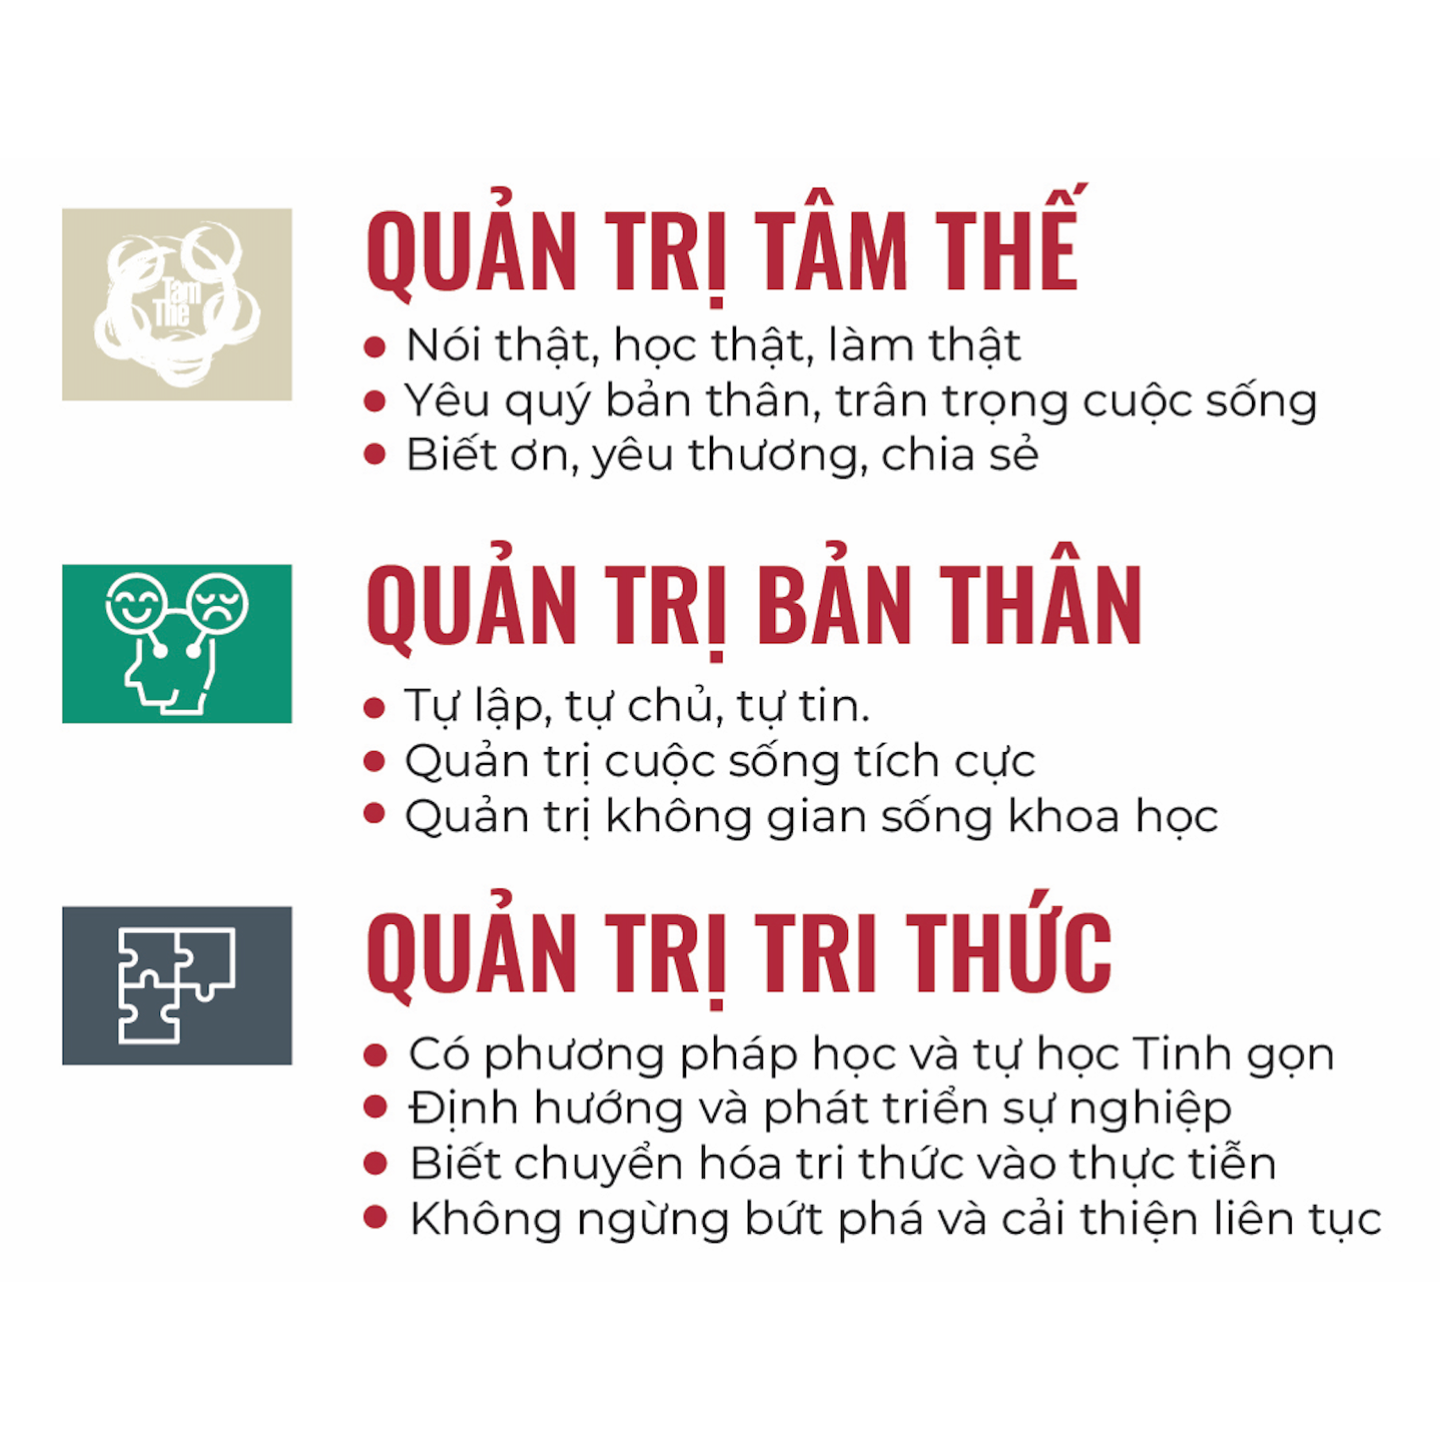 Tam
The
QUẢN TRỊ TÂM THẾ
• Nói thật, học thật, làm thật
• Yêu quý bản thân, trân trọng cuộc sống
• Biết ơn, yêu thương, chia sẻ
QUẢN TRỊ BẢN THÂN
• Tự lập, tự chủ, tự tin.
• Quản trị cuộc sống tích cực
• Quản trị không gian sống khoa học
QUẢN TRỊ TRI THỨC
• Có phương pháp học và tự học Tinh gọn
• Định hướng và phát triển sự nghiệp
• Biết chuyển hóa tri thức vào thực tiễn
• Không ngừng bứt phá và cải thiện liên tục